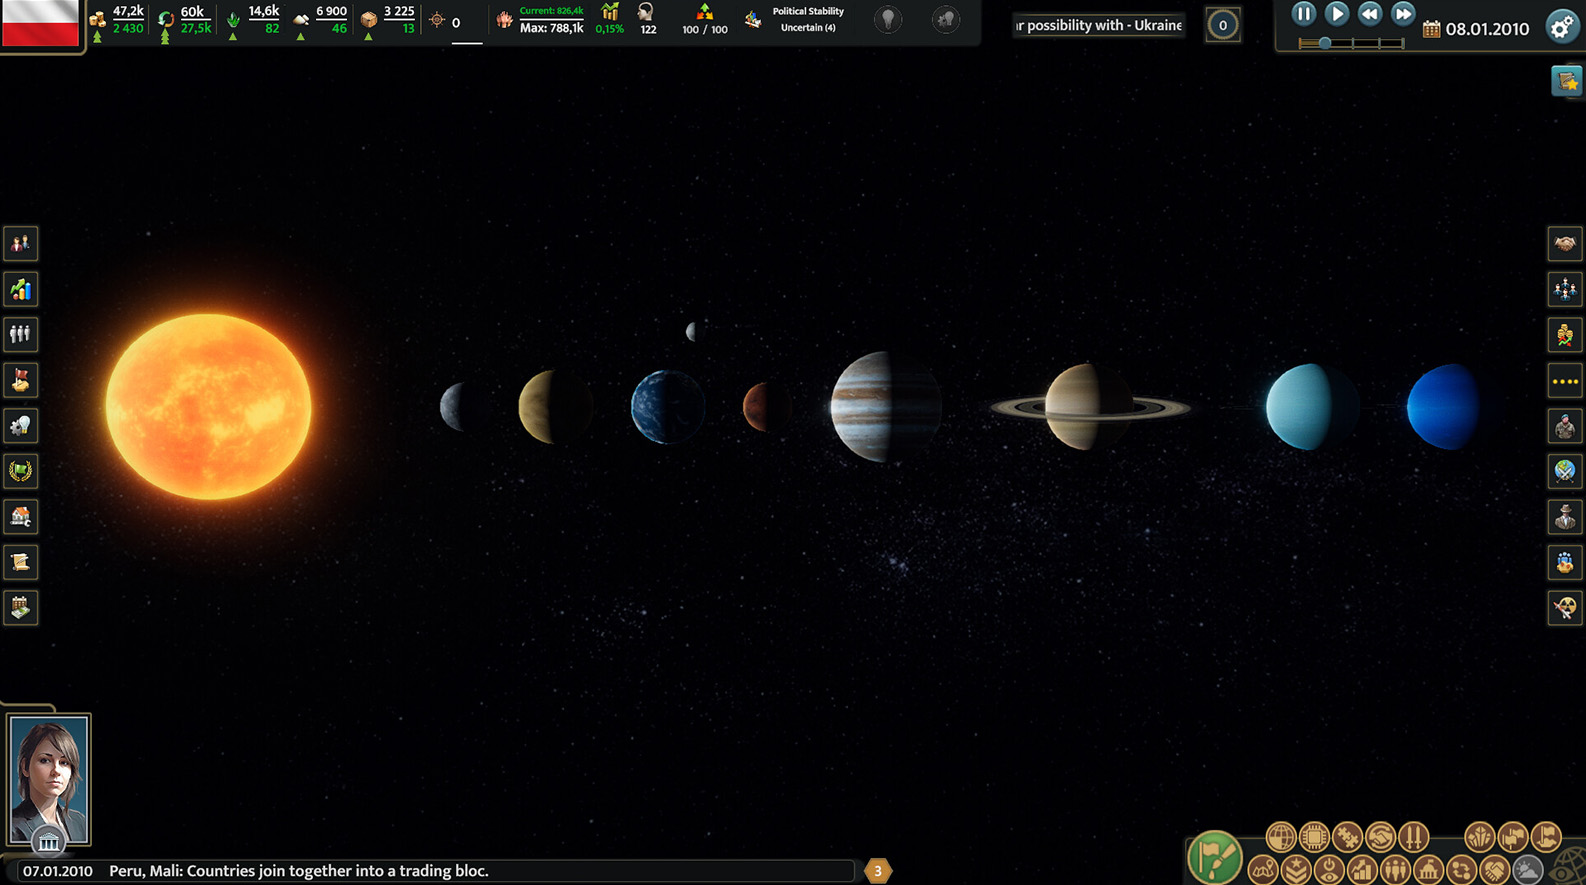 47,2k 60k 14,6k 6 900 3 225 0
2 430 27,5k 82 46 13
Current: 826,4k
Max: 788,1k
0,15%
122
100 / 100
Political Stability
Uncertain (4)
r possibility with - Ukraine
0
08.01.2010
07.01.2010 Peru, Mali: Countries join together into a trading bloc.
3